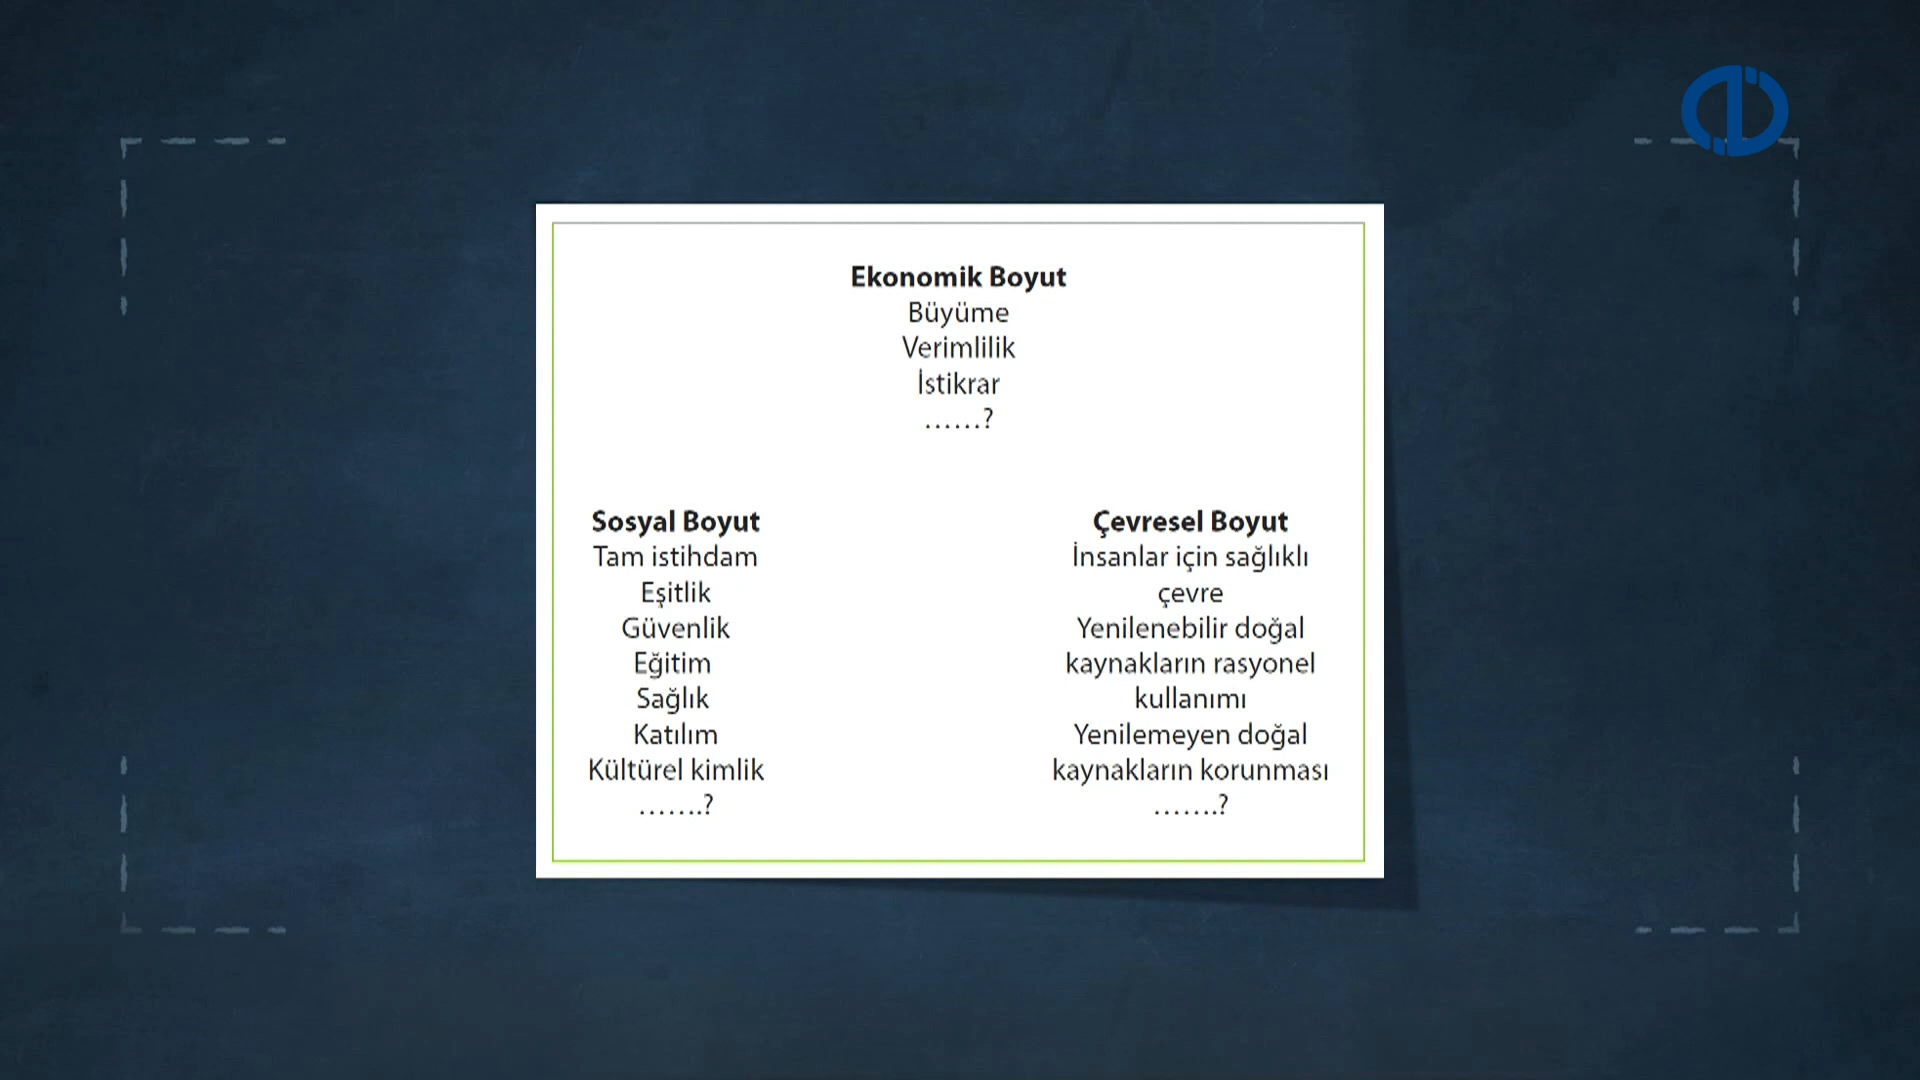 Ekonomik Boyut
Büyüme
Verimlilik
İstikrar
……?
Sosyal Boyut
Tam istihdam
Eşitlik
Güvenlik
Eğitim
Sağlık
Katılım
Kültürel kimlik
…….?
Çevresel Boyut
İnsanlar için sağlıklı
çevre
Yenilenebilir doğal
kaynakların rasyonel
kullanımı
Yenilemeyen doğal
kaynakların korunması
…….?